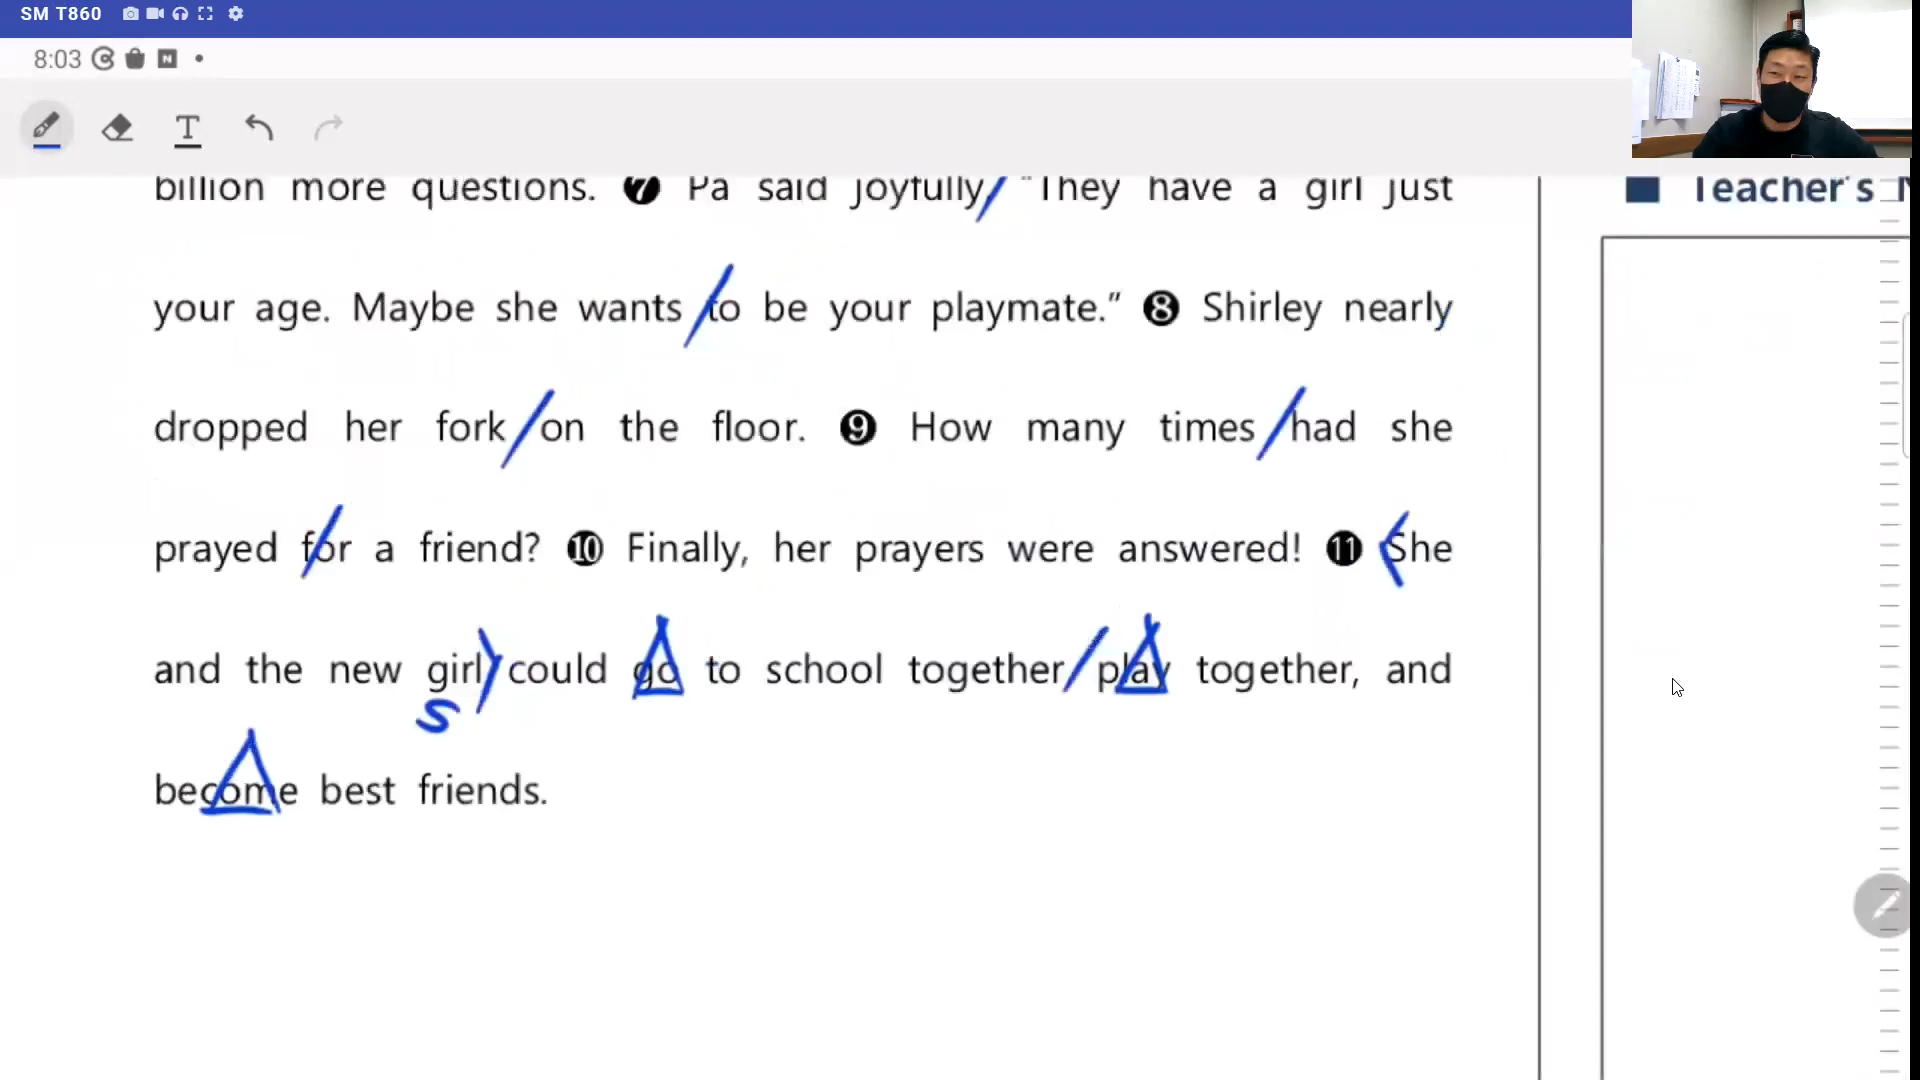 SM T860
8:03
billion more questions. ❼ Pa said joyfully, "They have a girl just
Teacher's
your age. Maybe she wants to be your playmate.” ❽ Shirley nearly
dropped her fork on the floor. ❾ How many times had she
prayed for a friend? ❿ Finally, her prayers were answered! ⓫ She
and the new girl could go to school together, play together, and
S
become best friends.